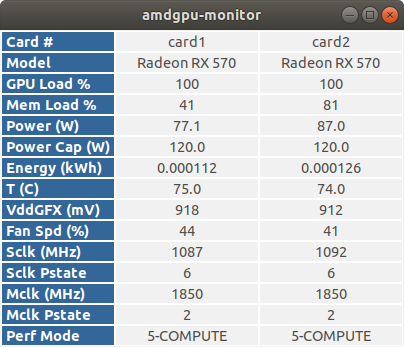 amdgpu-monitor
Card # card1 card2
Model Radeon RX 570 Radeon RX 570
GPU Load % 100 100
Mem Load % 41 81
Power (W) 77.1 87.0
Power Cap (W) 120.0 120.0
Energy (kWh) 0.000112 0.000126
T (C) 75.0 74.0
VddGFX (mV) 918 912
Fan Spd (%) 44 41
Sclk (MHz) 1087 1092
Sclk Pstate 6 6
Mclk (MHz) 1850 1850
Mclk Pstate 2 2
Perf Mode 5-COMPUTE 5-COMPUTE